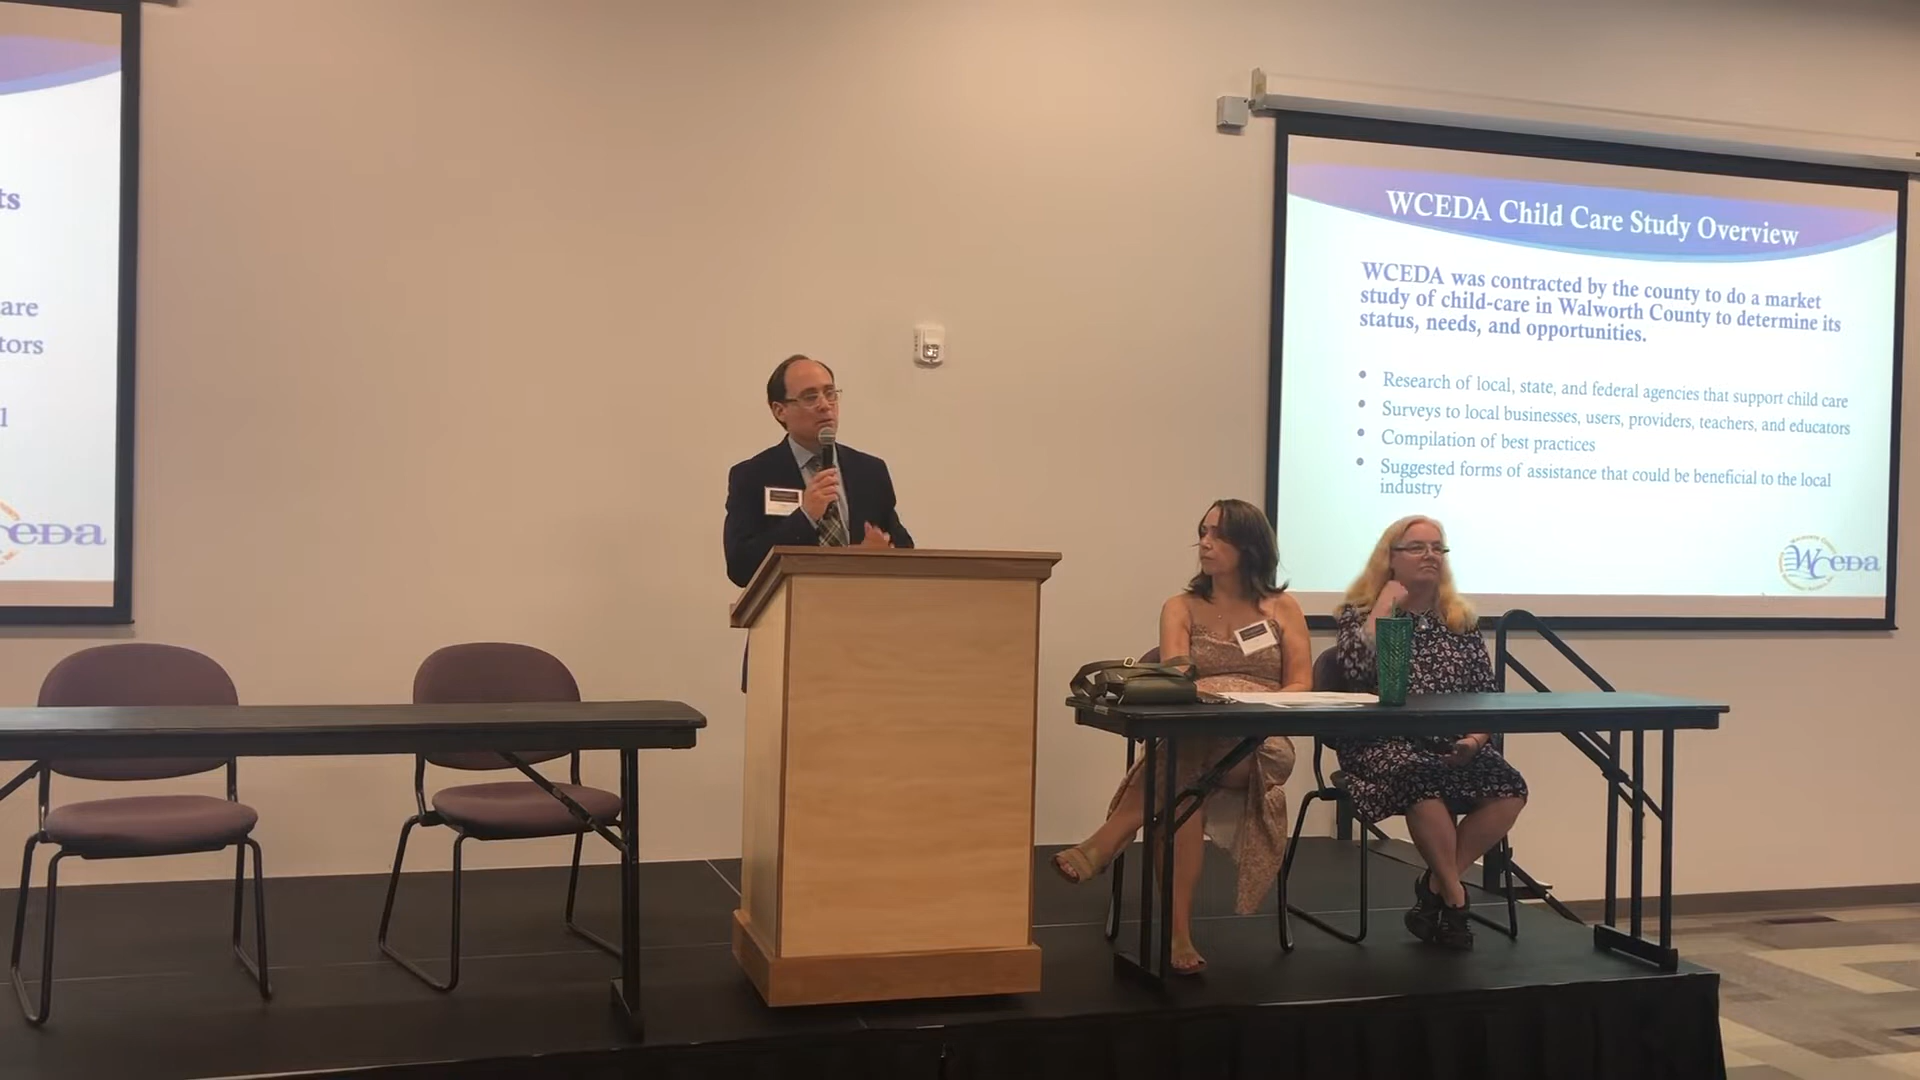 ts
are
tors
l
ceda
WCEDA Child Care Study Overview
WCEDA was contracted by the county to do a market
study of child-care in Walworth County to determine its
status, needs, and opportunities.
• Research of local, state, and federal agencies that support child care
• Surveys to local businesses, users, providers, teachers, and educators
• Compilation of best practices
• Suggested forms of assistance that could be beneficial to the local
industry
WCEDA